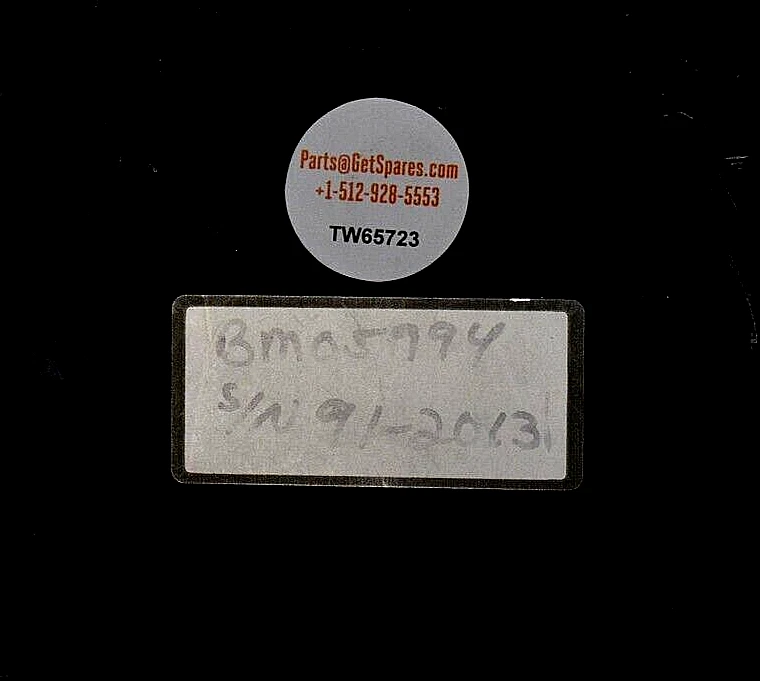 Parts@GetSpares.com
+1-512-928-5553
TW65723
BM05994
S/N 91-2013